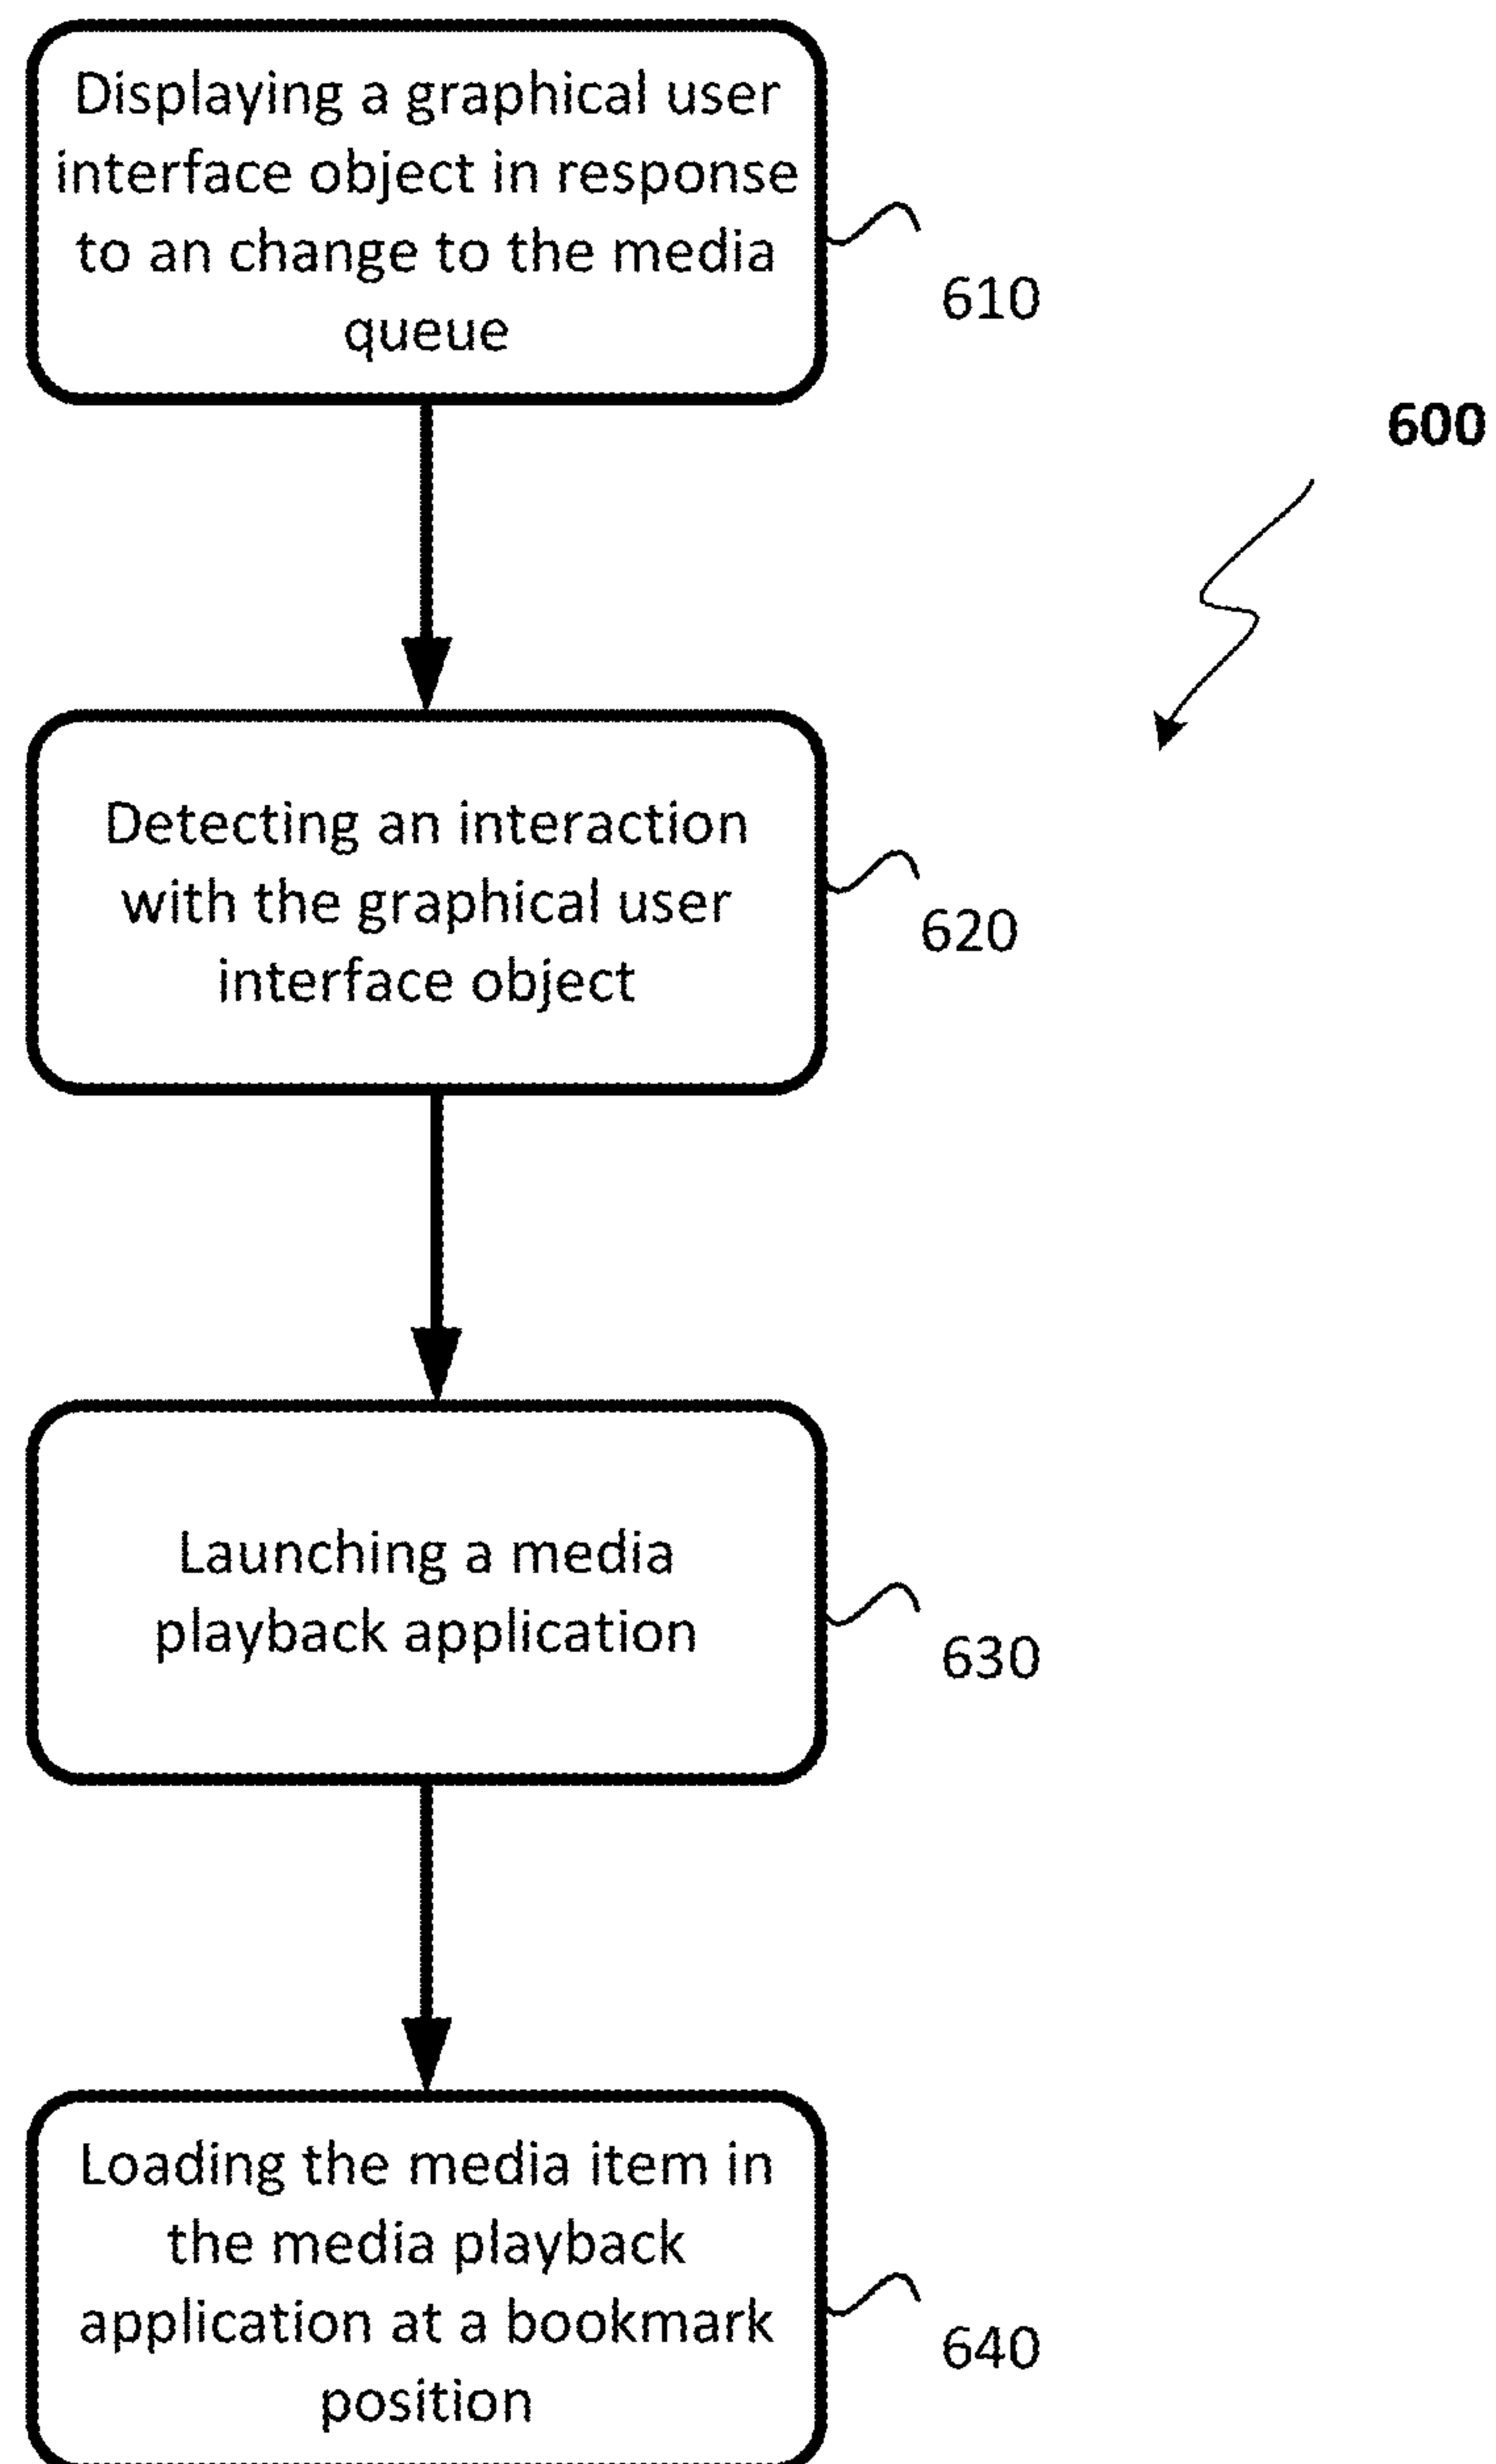 Displaying a graphical user
interface object in response
to an change to the media
queue
610
600
Detecting an interaction
with the graphical user
interface object
620
Launching a media
playback application
630
Loading the media item in
the media playback
application at a bookmark
position
640